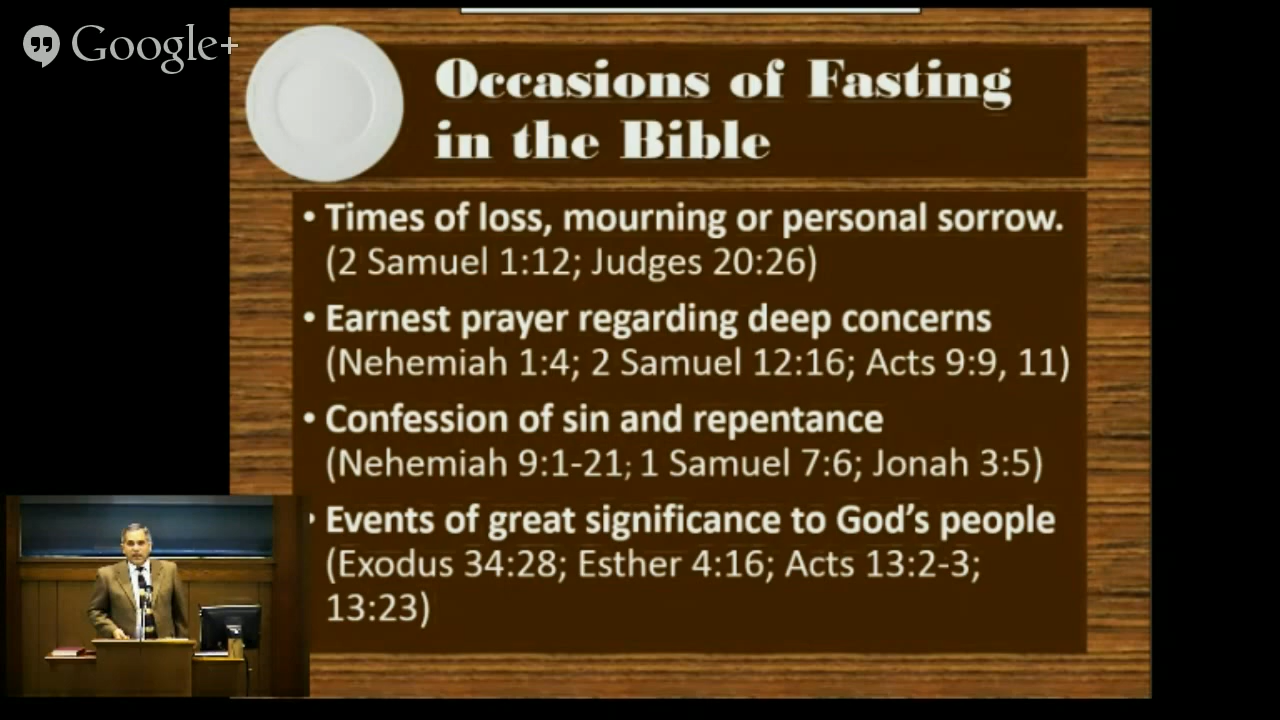 Google+
Occasions of Fasting
in the Bible
• Times of loss, mourning or personal sorrow.
(2 Samuel 1:12; Judges 20:26)
• Earnest prayer regarding deep concerns
(Nehemiah 1:4; 2 Samuel 12:16; Acts 9:9, 11)
• Confession of sin and repentance
(Nehemiah 9:1-21; 1 Samuel 7:6; Jonah 3:5)
• Events of great significance to God’s people
(Exodus 34:28; Esther 4:16; Acts 13:2-3;
13:23)